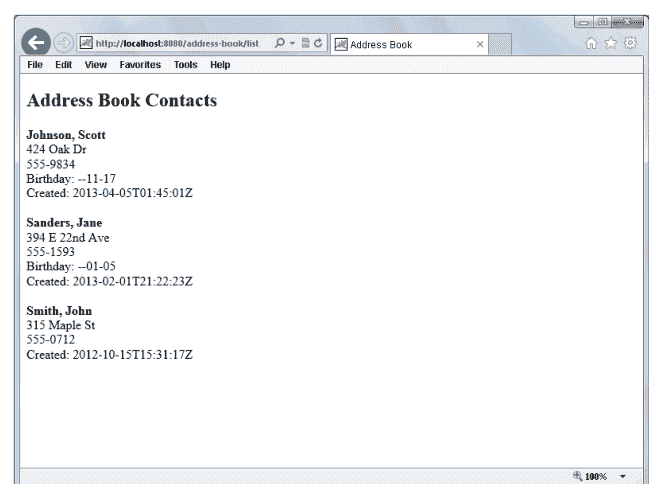 http://localhost:8080/address-book/list
Address Book
File Edit View Favorites Tools Help
Address Book Contacts
Johnson, Scott
424 Oak Dr
555-9834
Birthday: --11-17
Created: 2013-04-05T01:45:01Z
Sanders, Jane
394 E 22nd Ave
555-1593
Birthday: --01-05
Created: 2013-02-01T21:22:23Z
Smith, John
315 Maple St
555-0712
Created: 2012-10-15T15:31:17Z
100%